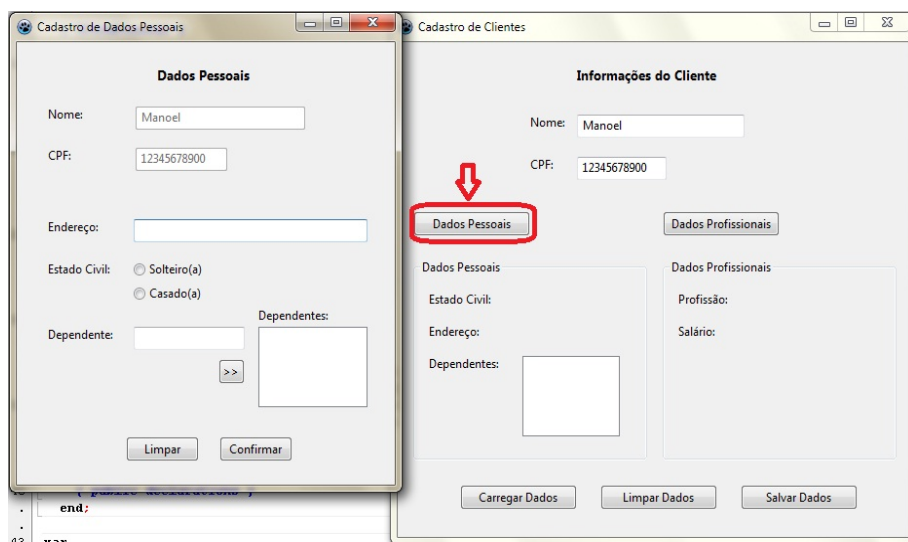 Cadastro de Dados Pessoais
Dados Pessoais
Nome:
Manoel
CPF:
12345678900
Endereço:
Estado Civil:
Solteiro(a)
Casado(a)
Dependentes:
Dependente:
>>
Limpar
Confirmar
Cadastro de Clientes
Informações do Cliente
Nome:
Manoel
CPF:
12345678900
Dados Pessoais
Dados Profissionais
Dados Pessoais
Estado Civil:
Endereço:
Dependentes:
Dados Profissionais
Profissão:
Salário:
Carregar Dados
Limpar Dados
Salvar Dados
end;